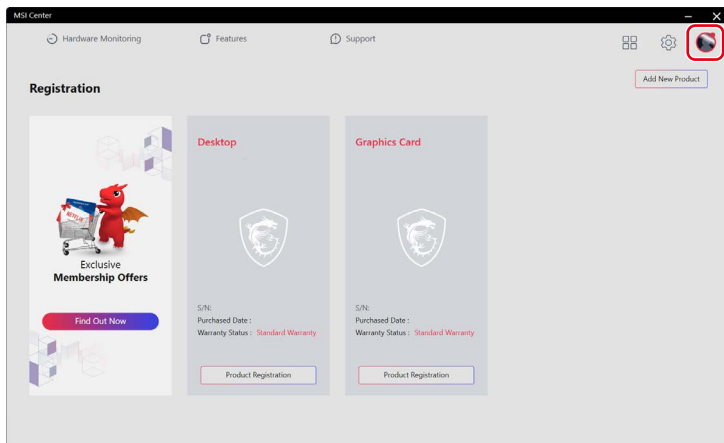 MSI Center
Hardware Monitoring
Features
Support
Add New Product
Registration
NETFLIX
Exclusive
Membership Offers
Find Out Now
Desktop
S/N:
Purchased Date :
Warranty Status : Standard Warranty
Product Registration
Graphics Card
S/N:
Purchased Date :
Warranty Status : Standard Warranty
Product Registration